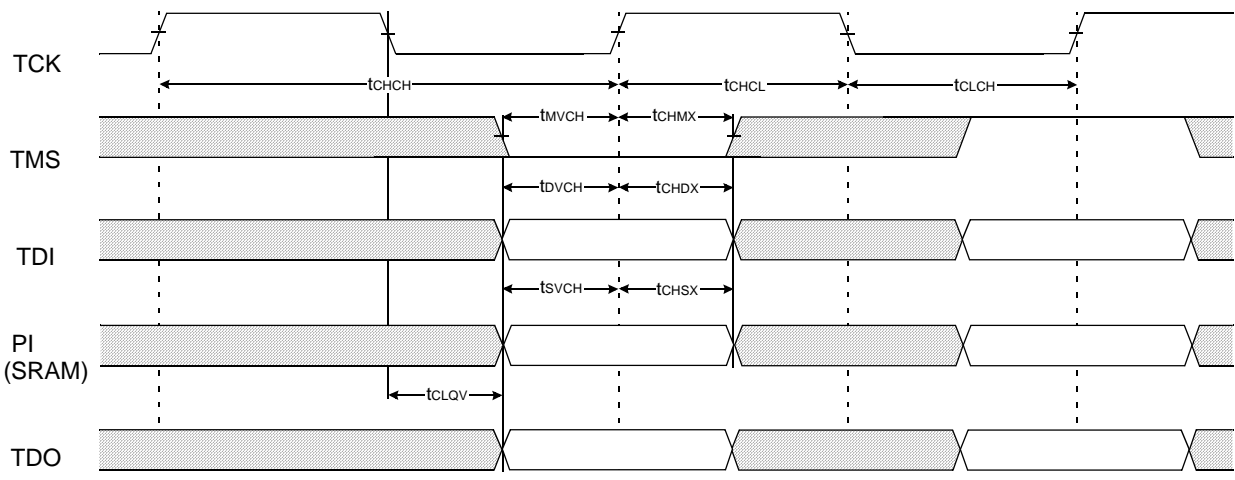 TCK
tCHCH
tCHCL
tCLCH
tMVCH
tCHMX
TMS
tDVCH
tCHDX
TDI
tSVCH
tCHSX
PI
(SRAM)
tCLQV
TDO